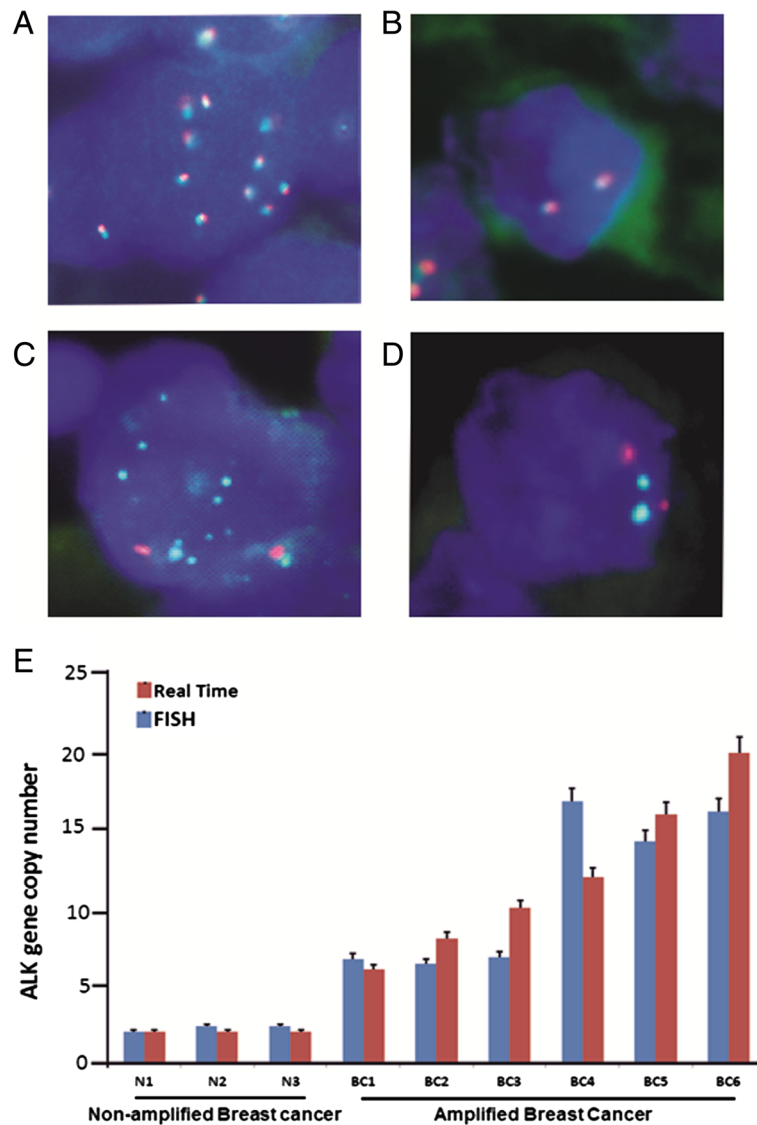 A
B
C
D
E
25
20
15
10
5
0
ALK gene copy number
Real Time
FISH
N1 N2 N3 BC1 BC2 BC3 BC4 BC5 BC6
Non-amplified Breast cancer Amplified Breast Cancer